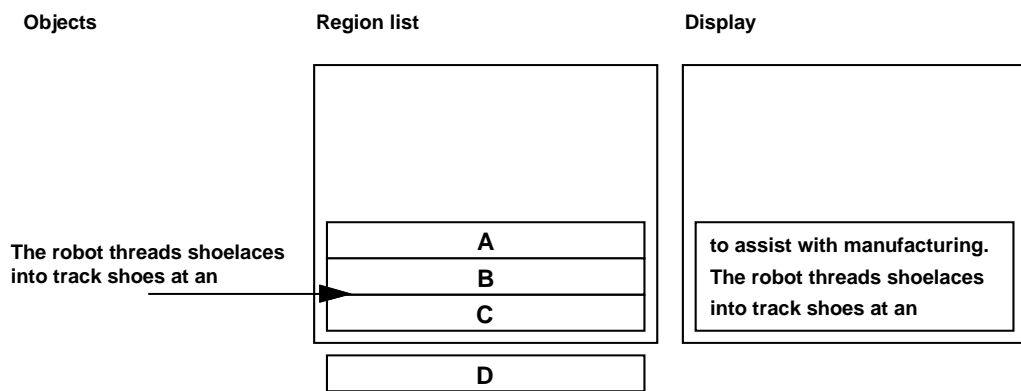 Objects
Region list
Display
The robot threads shoelaces
into track shoes at an
A
B
C
D
to assist with manufacturing.
The robot threads shoelaces
into track shoes at an